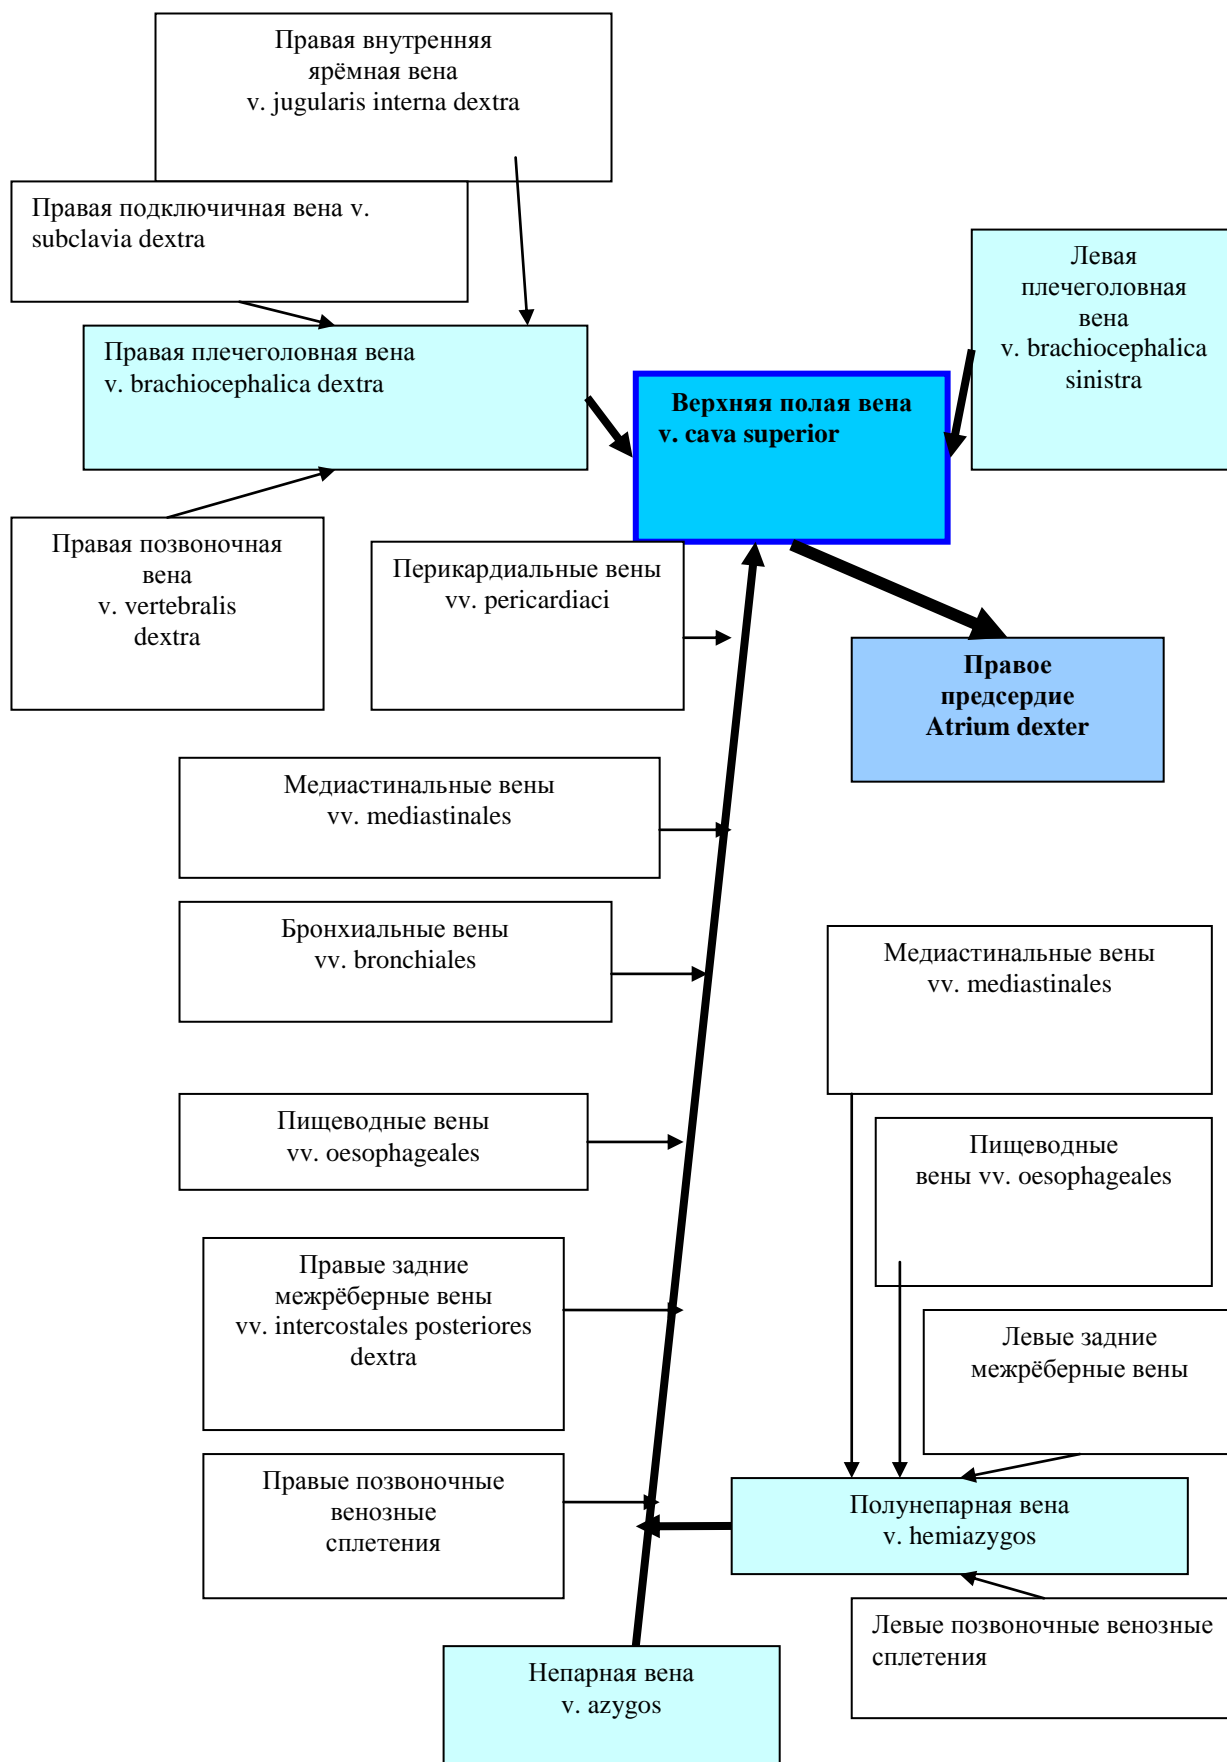 Правая внутренняя
ярёмная вена
v. jugularis interna dextra
Правая подключичная вена v.
subclavia dextra
Левая
плечеголовная
вена
v. brachiocephalica
sinistra
Правая плечеголовная вена
v. brachiocephalica dextra
Верхняя полая вена
v. cava superior
Правая позвоночная
вена
v. vertebralis
dextra
Перикардиальные вены
vv. pericardiaci
Правое
предсердие
Atrium dexter
Медиастинальные вены
vv. mediastinales
Бронхиальные вены
vv. bronchiales
Медиастинальные вены
vv. mediastinales
Пищеводные вены
vv. oesophageales
Пищеводные
вены vv. oesophageales
Правые задние
межрёберные вены
vv. intercostales posteriores
dextra
Левые задние
межрёберные вены
Правые позвоночные
венозные
сплетения
Полунепарная вена
v. hemiazygos
Левые позвоночные венозные
сплетения
Непарная вена
v. azygos